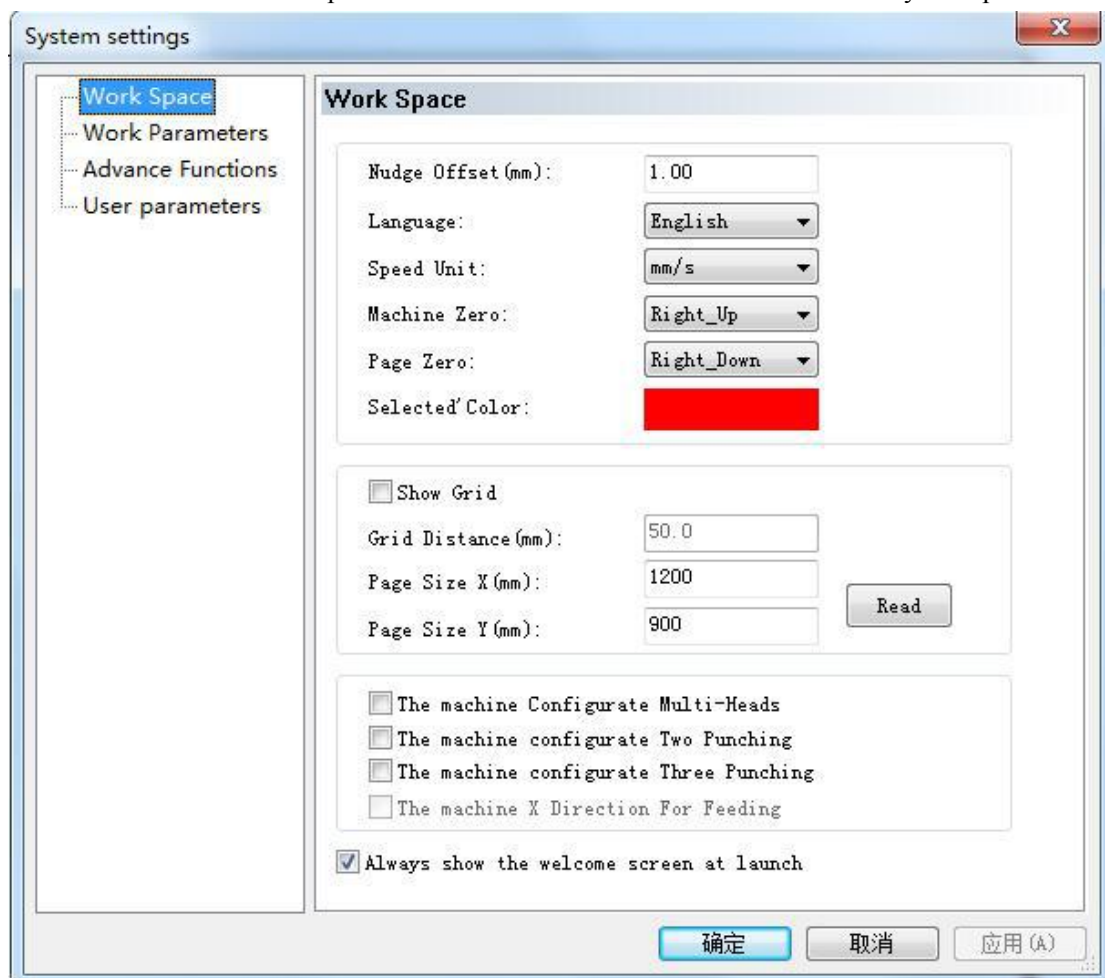 System settings
Work Space
Work Parameters
Advance Functions
User parameters
Work Space
Nudge Offset(mm): 1.00
Language: English
Speed Unit: mm/s
Machine Zero: Right_Up
Page Zero: Right_Down
Selected'Color:
Show Grid
Grid Distance(mm): 50.0
Page Size X(mm): 1200
Read
Page Size Y(mm): 900
The machine Configurate Multi-Heads
The machine configurate Two Punching
The machine configurate Three Punching
The machine X Direction For Feeding
Always show the welcome screen at launch
确定 取消 应用(A)